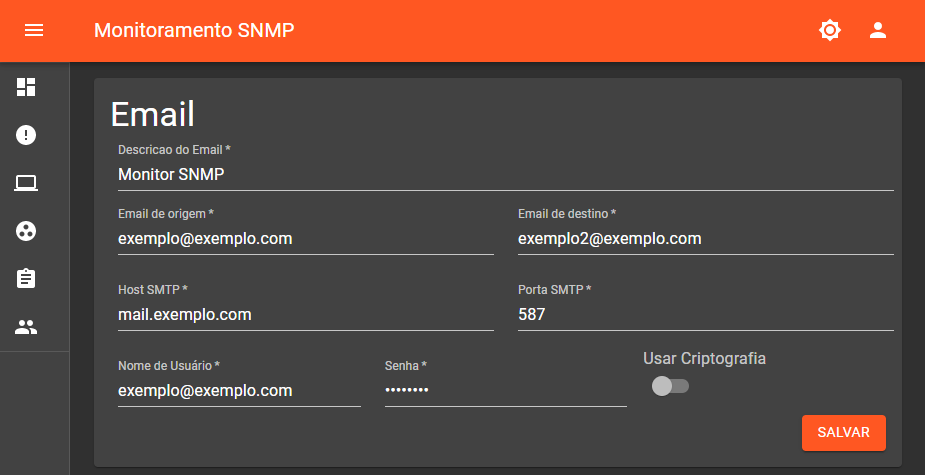 Monitoramento SNMP
Email
Descricao do Email *
Monitor SNMP
Email de origem * Email de destino *
exemplo@exemplo.com exemplo2@exemplo.com
Host SMTP * Porta SMTP *
mail.exemplo.com 587
Nome de Usuário * Senha * Usar Criptografia
exemplo@exemplo.com ••••••••
SALVAR